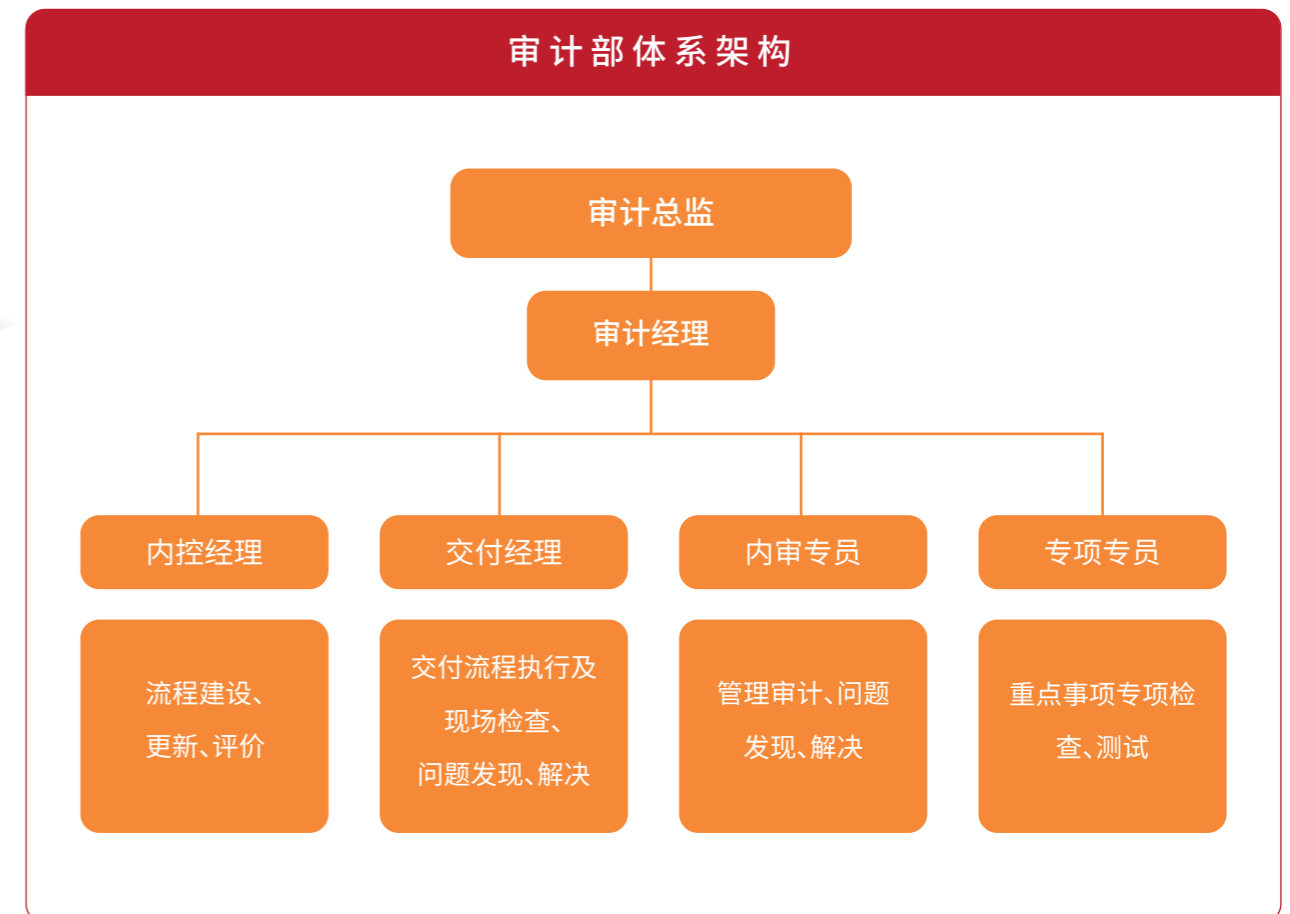 审计部体系架构
审计总监
审计经理
内控经理
交付经理
内审专员
专项专员
流程建设、
更新、评价
交付流程执行及
现场检查、
问题发现、解决
管理审计、问题
发现、解决
重点事项专项检
查、测试